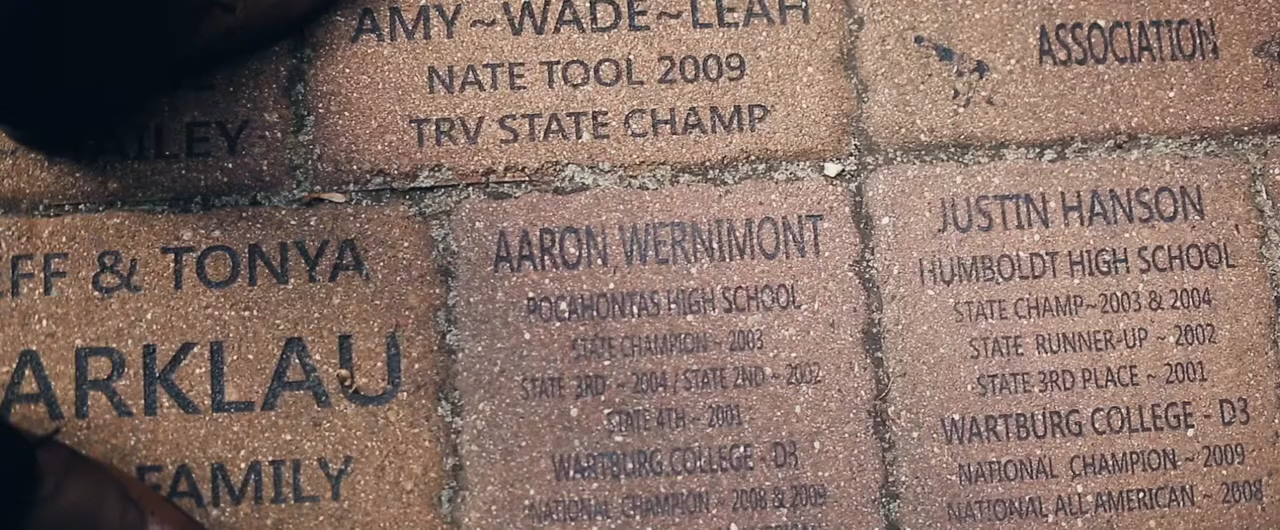 AMY~WADE~LEAH
NATE TOOL 2009
TRV STATE CHAMP
ASSOCIATION
EFF & TONYA
ARKLAU
FAMILY
AARON WERNIMONT
POCAHONTAS HIGH SCHOOL
STATE CHAMPION ~ 2003
STATE 3RD ~ 2004 / STATE 2ND ~ 2002
STATE 4TH ~ 2001
WARTBURG COLLEGE - D3
NATIONAL CHAMPION ~ 2008 & 2009
JUSTIN HANSON
HUMBOLDT HIGH SCHOOL
STATE CHAMP~2003 & 2004
STATE RUNNER-UP ~ 2002
STATE 3RD PLACE ~ 2001
WARTBURG COLLEGE - D3
NATIONAL CHAMPION ~ 2009
NATIONAL ALL AMERICAN ~ 2008